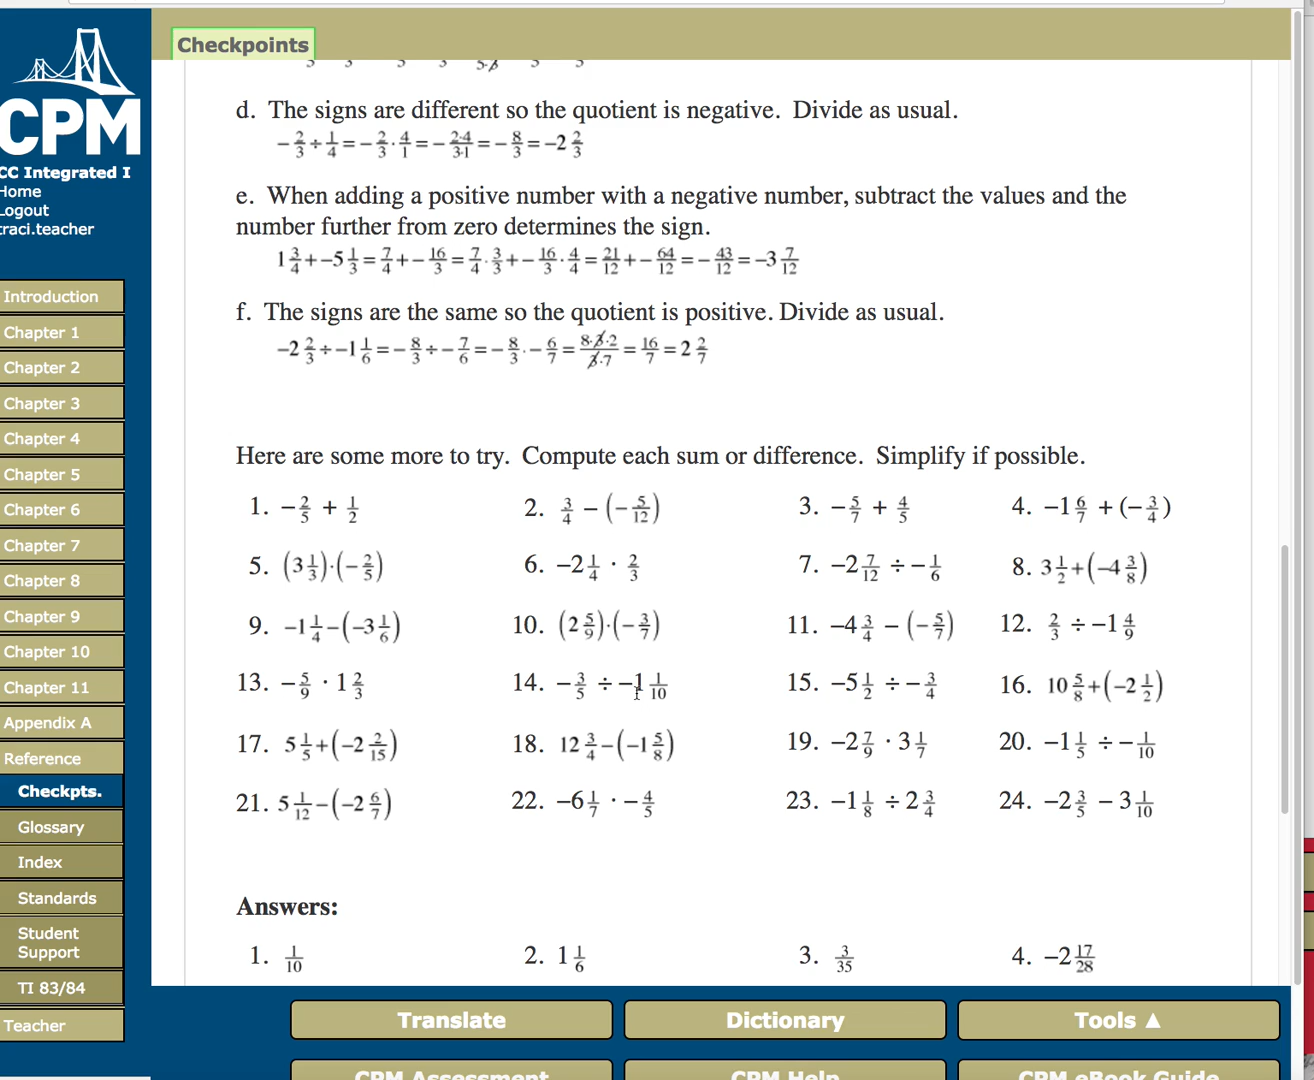 Checkpoints
CPM
CC Integrated I
Home
Logout
traci.teacher
Introduction
Chapter 1
Chapter 2
Chapter 3
Chapter 4
Chapter 5
Chapter 6
Chapter 7
Chapter 8
Chapter 9
Chapter 10
Chapter 11
Appendix A
Reference
Checkpts.
Glossary
Index
Standards
Student
Support
TI 83/84
Teacher
d. The signs are different so the quotient is negative. Divide as usual.
−2/3 ÷ 1/4 = −2/3 · 4/1 = −2·4/3·1 = −8/3 = −2 2/3
e. When adding a positive number with a negative number, subtract the values and the
number further from zero determines the sign.
1 3/4 + −5 1/3 = 7/4 + −16/3 = 7/4 · 3/3 + −16/3 · 4/4 = 21/12 + −64/12 = −43/12 = −3 7/12
f. The signs are the same so the quotient is positive. Divide as usual.
−2 2/3 ÷ −1 1/6 = −8/3 ÷ −7/6 = −8/3 · −6/7 = 8·3·2/3·7 = 16/7 = 2 2/7
Here are some more to try. Compute each sum or difference. Simplify if possible.
1. −2/5 + 1/2 2. 3/4 − (−5/12) 3. −5/7 + 4/5 4. −1 6/7 + (−3/4)
5. (3 1/3)·(−2/5) 6. −2 1/4 · 2/3 7. −2 7/12 ÷ −1/6 8. 3 1/2 + (−4 3/8)
9. −1 1/4 − (−3 1/6) 10. (2 5/9)·(−3/7) 11. −4 3/4 − (−5/7) 12. 2/3 ÷ −1 4/9
13. −5/9 · 1 2/3 14. −3/5 ÷ −1 1/10 15. −5 1/2 ÷ −3/4 16. 10 5/8 + (−2 1/2)
17. 5 1/5 + (−2 2/15) 18. 12 3/4 − (−1 5/8) 19. −2 7/9 · 3 1/7 20. −1 1/5 ÷ −1/10
21. 5 1/12 − (−2 6/7) 22. −6 1/7 · −4/5 23. −1 1/8 ÷ 2 3/4 24. −2 3/5 − 3 1/10
Answers:
1. 1/10 2. 1 1/6 3. 3/35 4. −2 17/28
Translate
Dictionary
Tools ▲
CPM Assessment
CPM Help
CPM eBook Guide